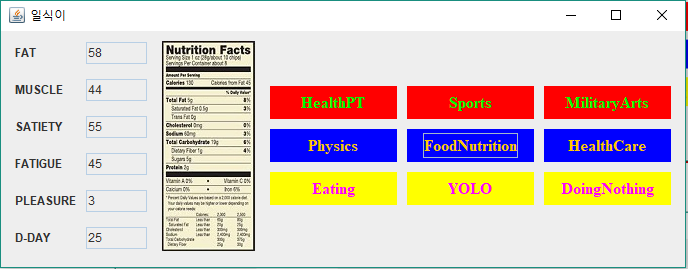 일식이
FAT 58
MUSCLE 44
SATIETY 55
FATIGUE 45
PLEASURE 3
D-DAY 25
Nutrition Facts
Serving Size 1 oz (28g/about 10 chips)
Servings Per Container about 8
Amount Per Serving
Calories 130 Calories from Fat 45
% Daily Value*
Total Fat 5g 8%
Saturated Fat 0.5g 3%
Trans Fat 0g
Cholesterol 0mg 0%
Sodium 60mg 3%
Total Carbohydrate 19g 6%
Dietary Fiber 1g 4%
Sugars 5g
Protein 2g
Vitamin A 0% • Vitamin C 0%
Calcium 0% • Iron 6%
* Percent Daily Values are based on a 2,000 calorie diet.
Your daily values may be higher or lower depending on
your calorie needs:
Calories: 2,000 2,500
Total Fat Less than 65g 80g
Saturated Fat Less than 20g 25g
Cholesterol Less than 300mg 300mg
Sodium Less than 2,400mg 2,400mg
Total Carbohydrate 300g 375g
Dietary Fiber 25g 30g
HealthPT Sports MilitaryArts
Physics FoodNutrition HealthCare
Eating YOLO DoingNothing